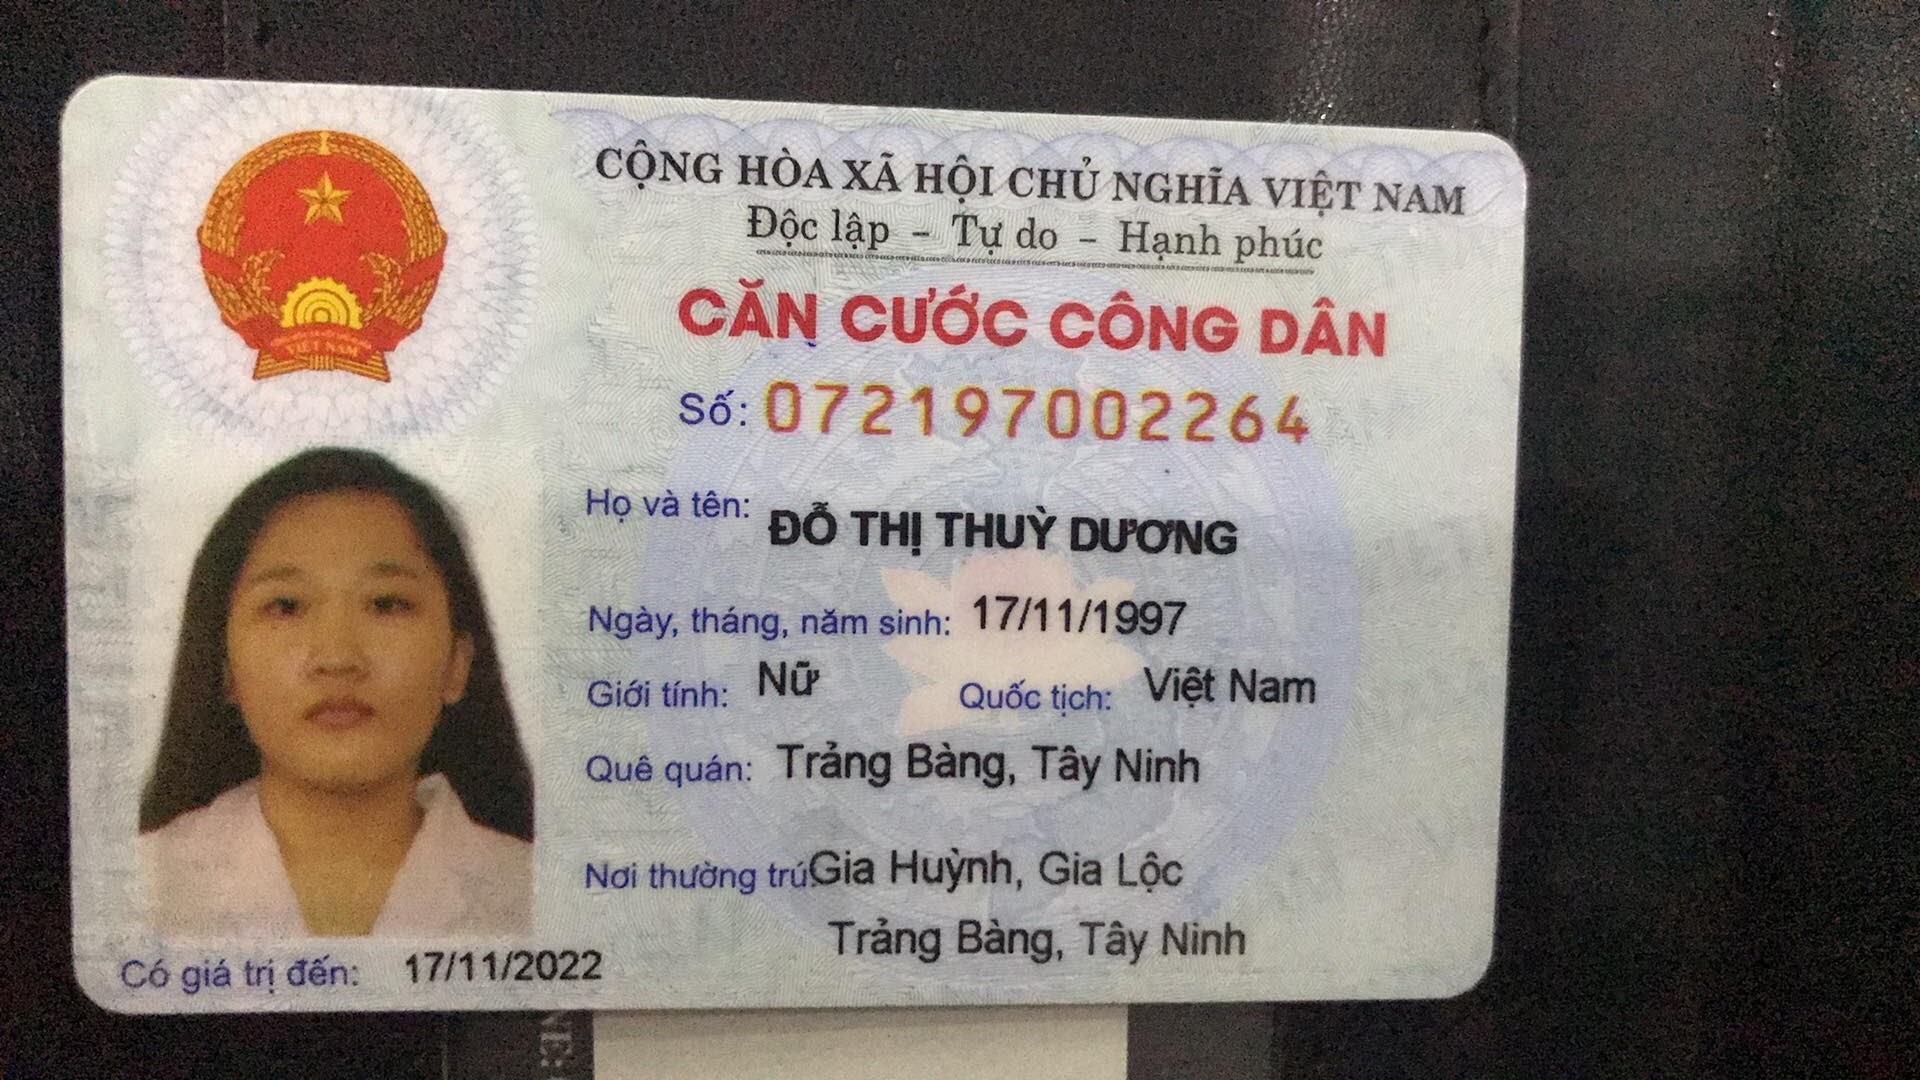 CỘNG HÒA XÃ HỘI CHỦ NGHĨA VIỆT NAM
Độc lập - Tự do - Hạnh phúc
CĂN CƯỚC CÔNG DÂN
Số: 072197002264
Họ và tên: ĐỖ THỊ THUỲ DƯƠNG
Ngày, tháng, năm sinh: 17/11/1997
Giới tính: Nữ Quốc tịch: Việt Nam
Quê quán: Trảng Bàng, Tây Ninh
Nơi thường trú: Gia Huỳnh, Gia Lộc
Trảng Bàng, Tây Ninh
Có giá trị đến: 17/11/2022
VIỆT NAM